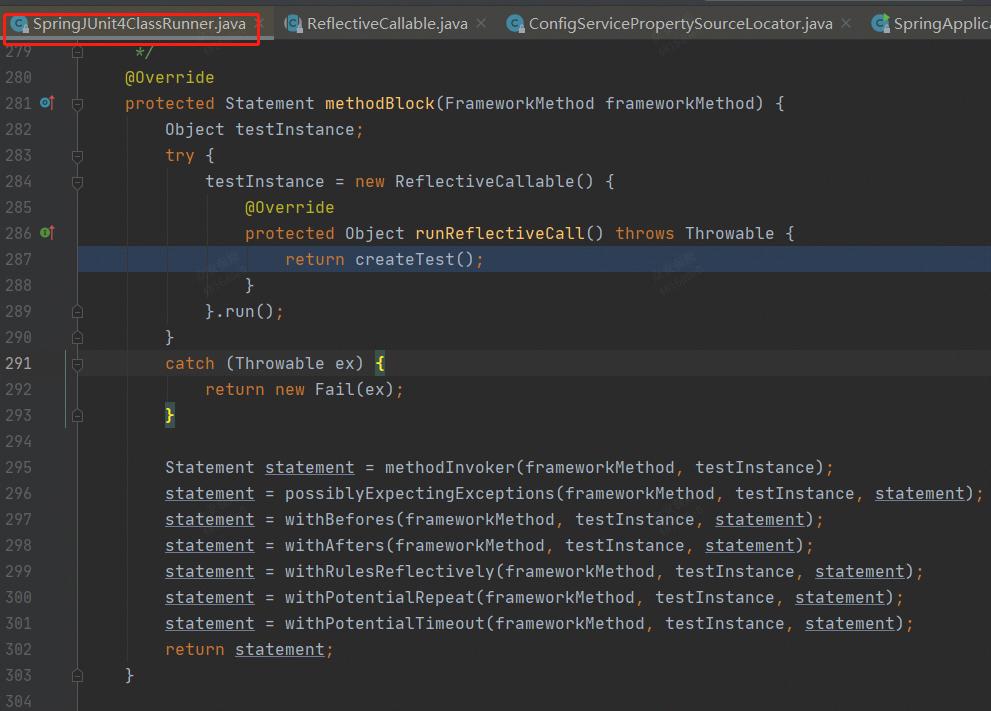 SpringJUnit4ClassRunner.java × ReflectiveCallable.java × ConfigServicePropertySourceLocator.java × SpringApplic
279 */
280 @Override
281 protected Statement methodBlock(FrameworkMethod frameworkMethod) {
282 Object testInstance;
283 try {
284 testInstance = new ReflectiveCallable() {
285 @Override
286 protected Object runReflectiveCall() throws Throwable {
287 return createTest();
288 }
289 }.run();
290 }
291 catch (Throwable ex) {
292 return new Fail(ex);
293 }
294
295 Statement statement = methodInvoker(frameworkMethod, testInstance);
296 statement = possiblyExpectingExceptions(frameworkMethod, testInstance, statement);
297 statement = withBefores(frameworkMethod, testInstance, statement);
298 statement = withAfters(frameworkMethod, testInstance, statement);
299 statement = withRulesReflectively(frameworkMethod, testInstance, statement);
300 statement = withPotentialRepeat(frameworkMethod, testInstance, statement);
301 statement = withPotentialTimeout(frameworkMethod, testInstance, statement);
302 return statement;
303 }
304